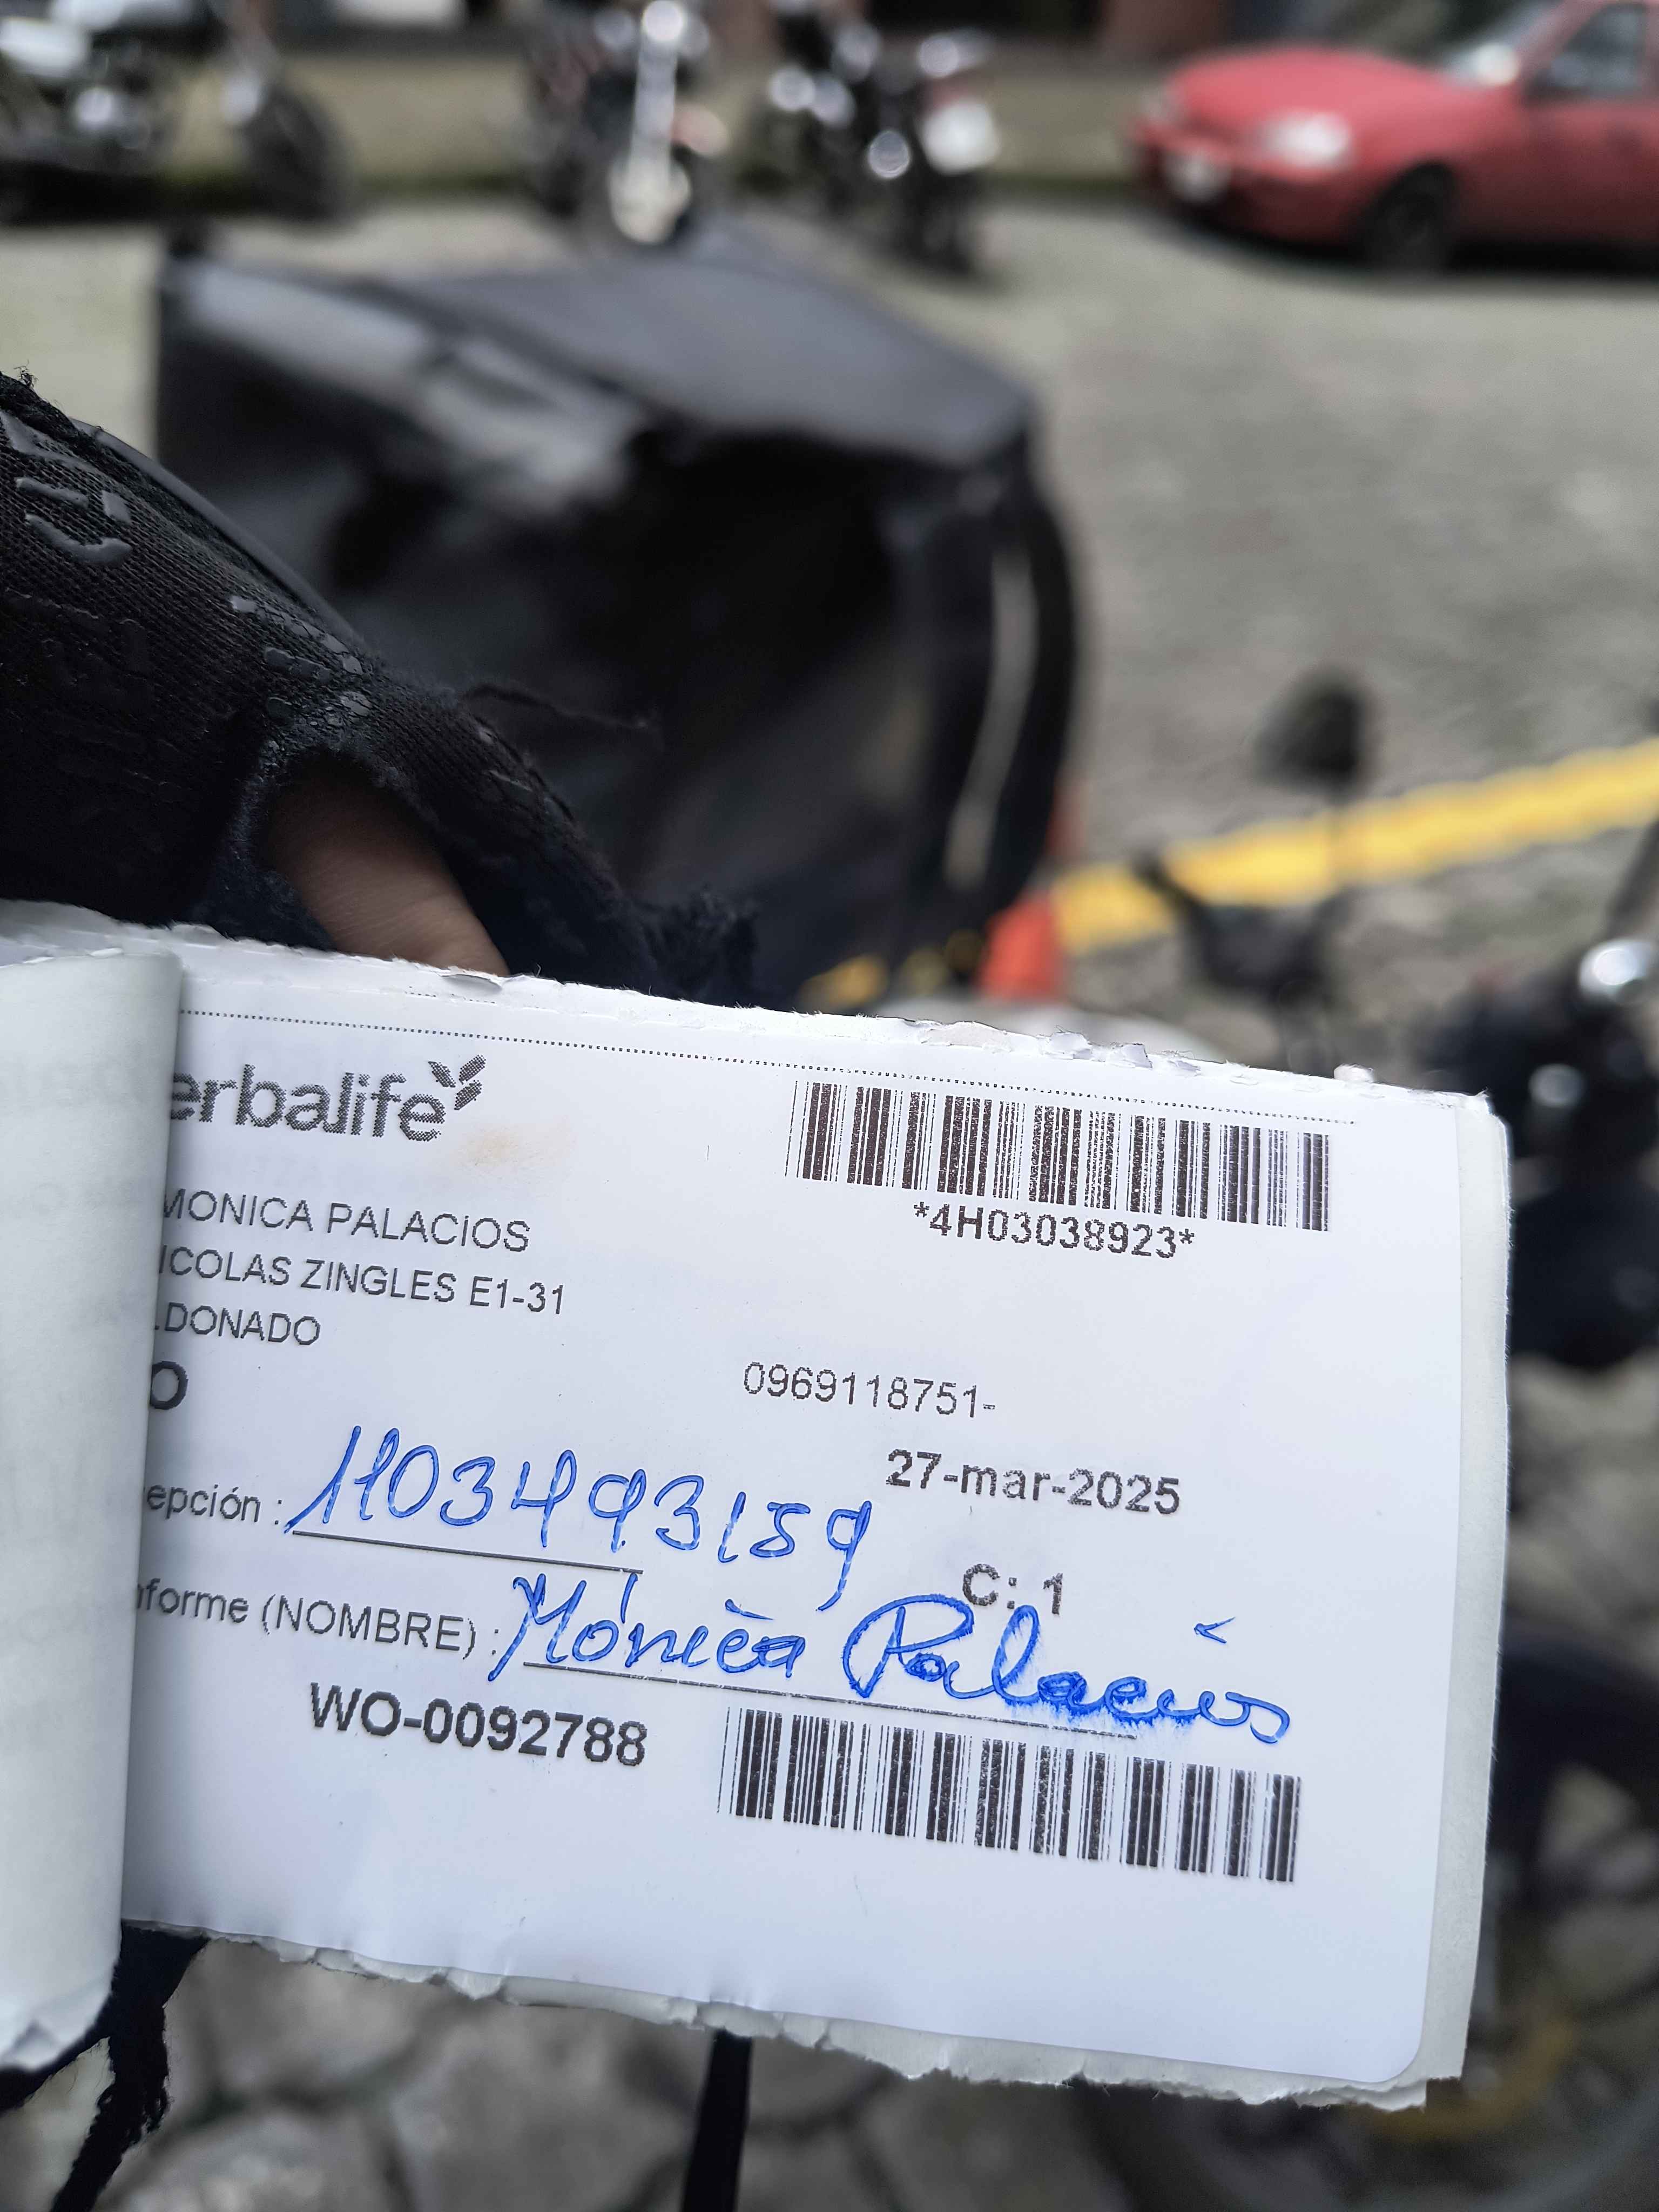 erbalife
*4H03038923*
MONICA PALACIOS
ICOLAS ZINGLES E1-31
LDONADO
O
0969118751-
27-mar-2025
epción : 1103493159
C: 1
nforme (NOMBRE) : Mónica Palacios
WO-0092788